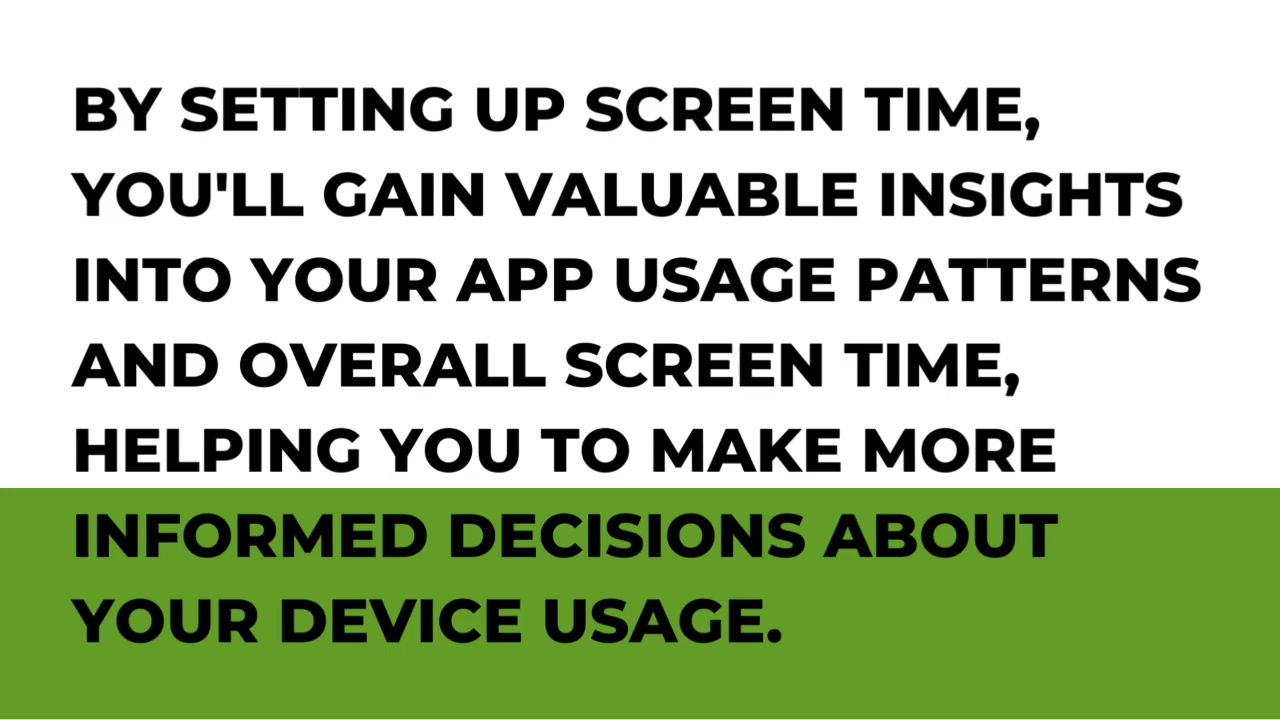 BY SETTING UP SCREEN TIME,
YOU'LL GAIN VALUABLE INSIGHTS
INTO YOUR APP USAGE PATTERNS
AND OVERALL SCREEN TIME,
HELPING YOU TO MAKE MORE
INFORMED DECISIONS ABOUT
YOUR DEVICE USAGE.